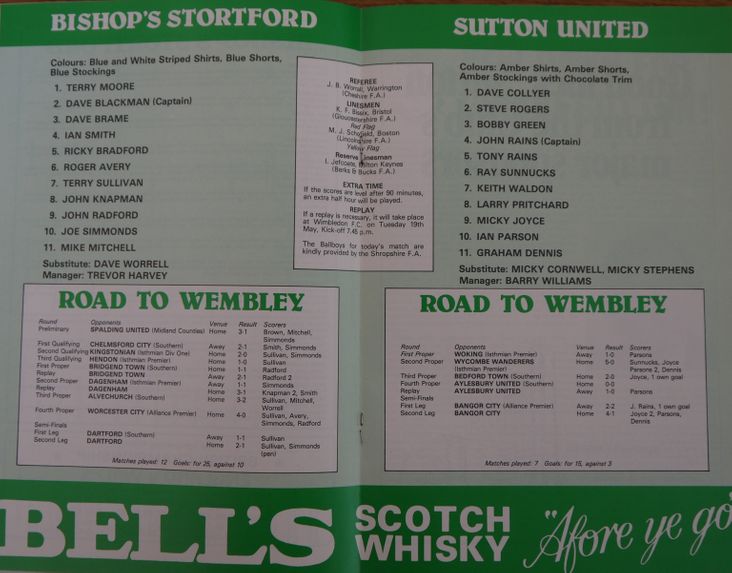 BISHOP'S STORTFORD
Colours: Blue and White Striped Shirts, Blue Shorts,
Blue Stockings
1. TERRY MOORE
2. DAVE BLACKMAN (Captain)
3. DAVE BRAME
4. IAN SMITH
5. RICKY BRADFORD
6. ROGER AVERY
7. TERRY SULLIVAN
8. JOHN KNAPMAN
9. JOHN RADFORD
10. JOE SIMMONDS
11. MIKE MITCHELL
Substitute: DAVE WORRELL
Manager: TREVOR HARVEY
REFEREE
J. B. Worrall, Warrington
(Cheshire F.A.)
LINESMEN
K. F. Bissix, Bristol
(Gloucestershire F.A.)
Red Flag
M. J. Schofield, Boston
(Lincolnshire F.A.)
Yellow Flag
Reserve Linesman
I. Jefcoate, Milton Keynes
(Berks & Bucks F.A.)
EXTRA TIME
If the scores are level after 90 minutes,
an extra half hour will be played.
REPLAY
If a replay is necessary, it will take place
at Wimbledon F.C. on Tuesday 19th
May, Kick-off 7.45 p.m.
The Ballboys for today's match are
kindly provided by the Shropshire F.A.
SUTTON UNITED
Colours: Amber Shirts, Amber Shorts,
Amber Stockings with Chocolate Trim
1. DAVE COLLYER
2. STEVE ROGERS
3. BOBBY GREEN
4. JOHN RAINS (Captain)
5. TONY RAINS
6. RAY SUNNUCKS
7. KEITH WALDON
8. LARRY PRITCHARD
9. MICKY JOYCE
10. IAN PARSON
11. GRAHAM DENNIS
Substitute: MICKY CORNWELL, MICKY STEPHENS
Manager: BARRY WILLIAMS
ROAD TO WEMBLEY
Round Opponents Venue Result Scorers
Preliminary SPALDING UNITED (Midland Counties) Home 3-1 Brown, Mitchell,
Simmonds
First Qualifying CHELMSFORD CITY (Southern) Away 2-1 Smith, Simmonds
Second Qualifying KINGSTONIAN (Isthmian Div One) Home 2-0 Sullivan, Simmonds
Third Qualifying HENDON (Isthmian Premier) Home 1-0 Sullivan
First Proper BRIDGEND TOWN (Southern) Home 1-1 Radford
Replay BRIDGEND TOWN Away 2-1 Radford 2
Second Proper DAGENHAM (Isthmian Premier) Away 1-1 Simmonds
Replay DAGENHAM Home 3-1 Knapman 2, Smith
Third Proper ALVECHURCH (Southern) Home 3-2 Sullivan, Mitchell,
Worrell
Fourth Proper WORCESTER CITY (Alliance Premier) Home 4-0 Sullivan, Avery,
Simmonds, Radford
Semi-Finals
First Leg DARTFORD (Southern) Away 1-1 Sullivan
Second Leg DARTFORD Home 2-1 Sullivan, Simmonds
(pen)
Matches played: 12 Goals: for 25, against 10
ROAD TO WEMBLEY
Round Opponents Venue Result Scorers
First Proper WOKING (Isthmian Premier) Away 1-0 Parsons
Second Proper WYCOMBE WANDERERS Home 5-0 Sunnucks, Joyce
(Isthmian Premier) Parsons 2, Dennis
Third Proper BEDFORD TOWN (Southern) Home 2-0 Joyce, 1 own goal
Fourth Proper AYLESBURY UNITED (Southern) Home 0-0
Replay AYLESBURY UNITED Away 1-0 Parsons
Semi-Finals
First Leg BANGOR CITY (Alliance Premier) Away 2-2 J. Rains, 1 own goal
Second Leg BANGOR CITY Home 4-1 Joyce 2, Parsons,
Dennis
Matches played: 7 Goals: for 15, against 3
BELL'S
SCOTCH
WHISKY
"Afore ye go